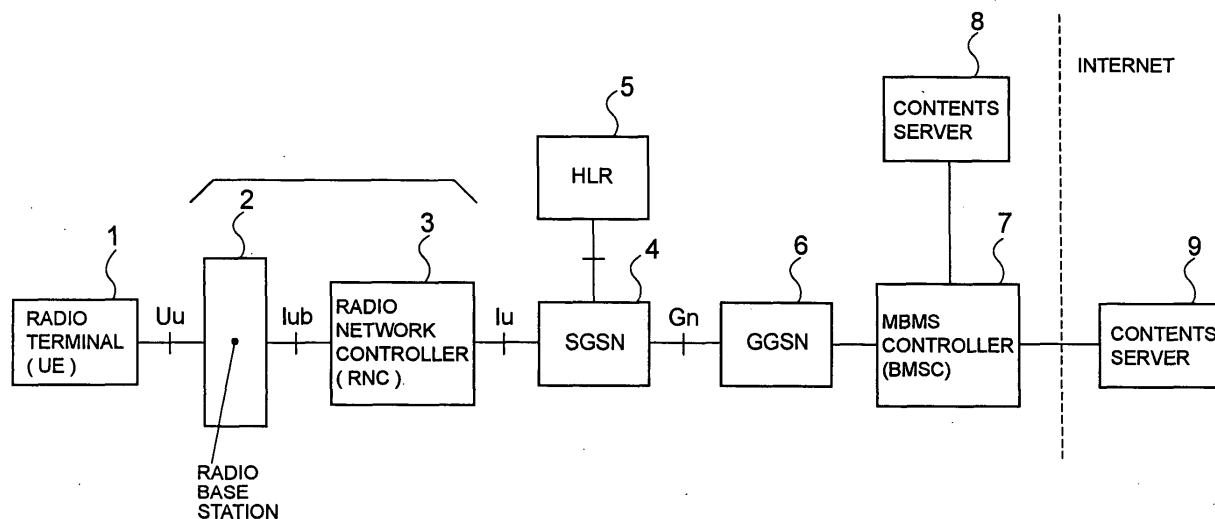 8
INTERNET
CONTENTS
SERVER
5
HLR
2
3
7
1
4
6
9
RADIO
TERMINAL
( UE )
Uu
Iub
RADIO
NETWORK
CONTROLLER
( RNC )
Iu
SGSN
Gn
GGSN
MBMS
CONTROLLER
(BMSC)
CONTENTS
SERVER
RADIO
BASE
STATION